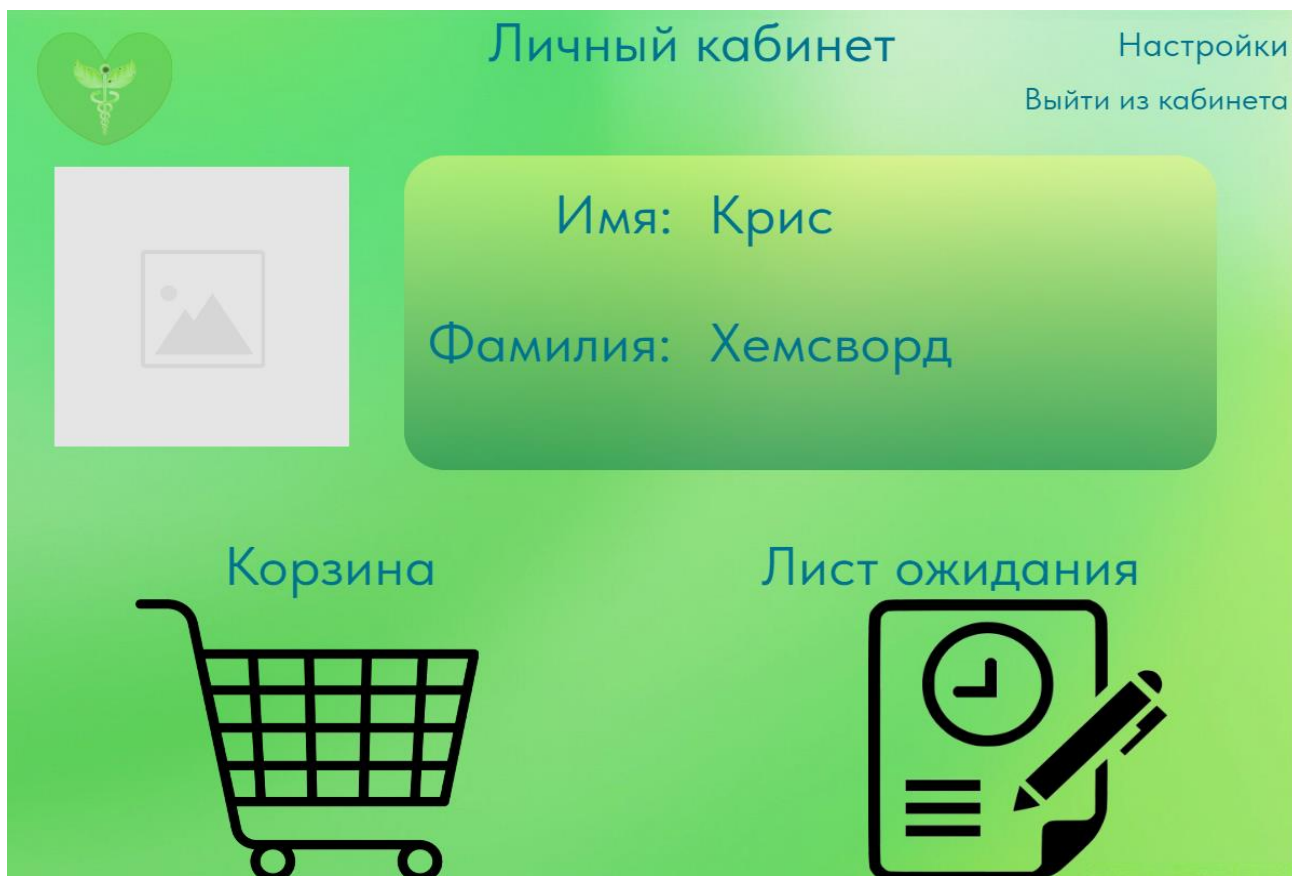 Личный кабинет
Настройки
Выйти из кабинета
Имя: Крис
Фамилия: Хемсворд
Корзина
Лист ожидания